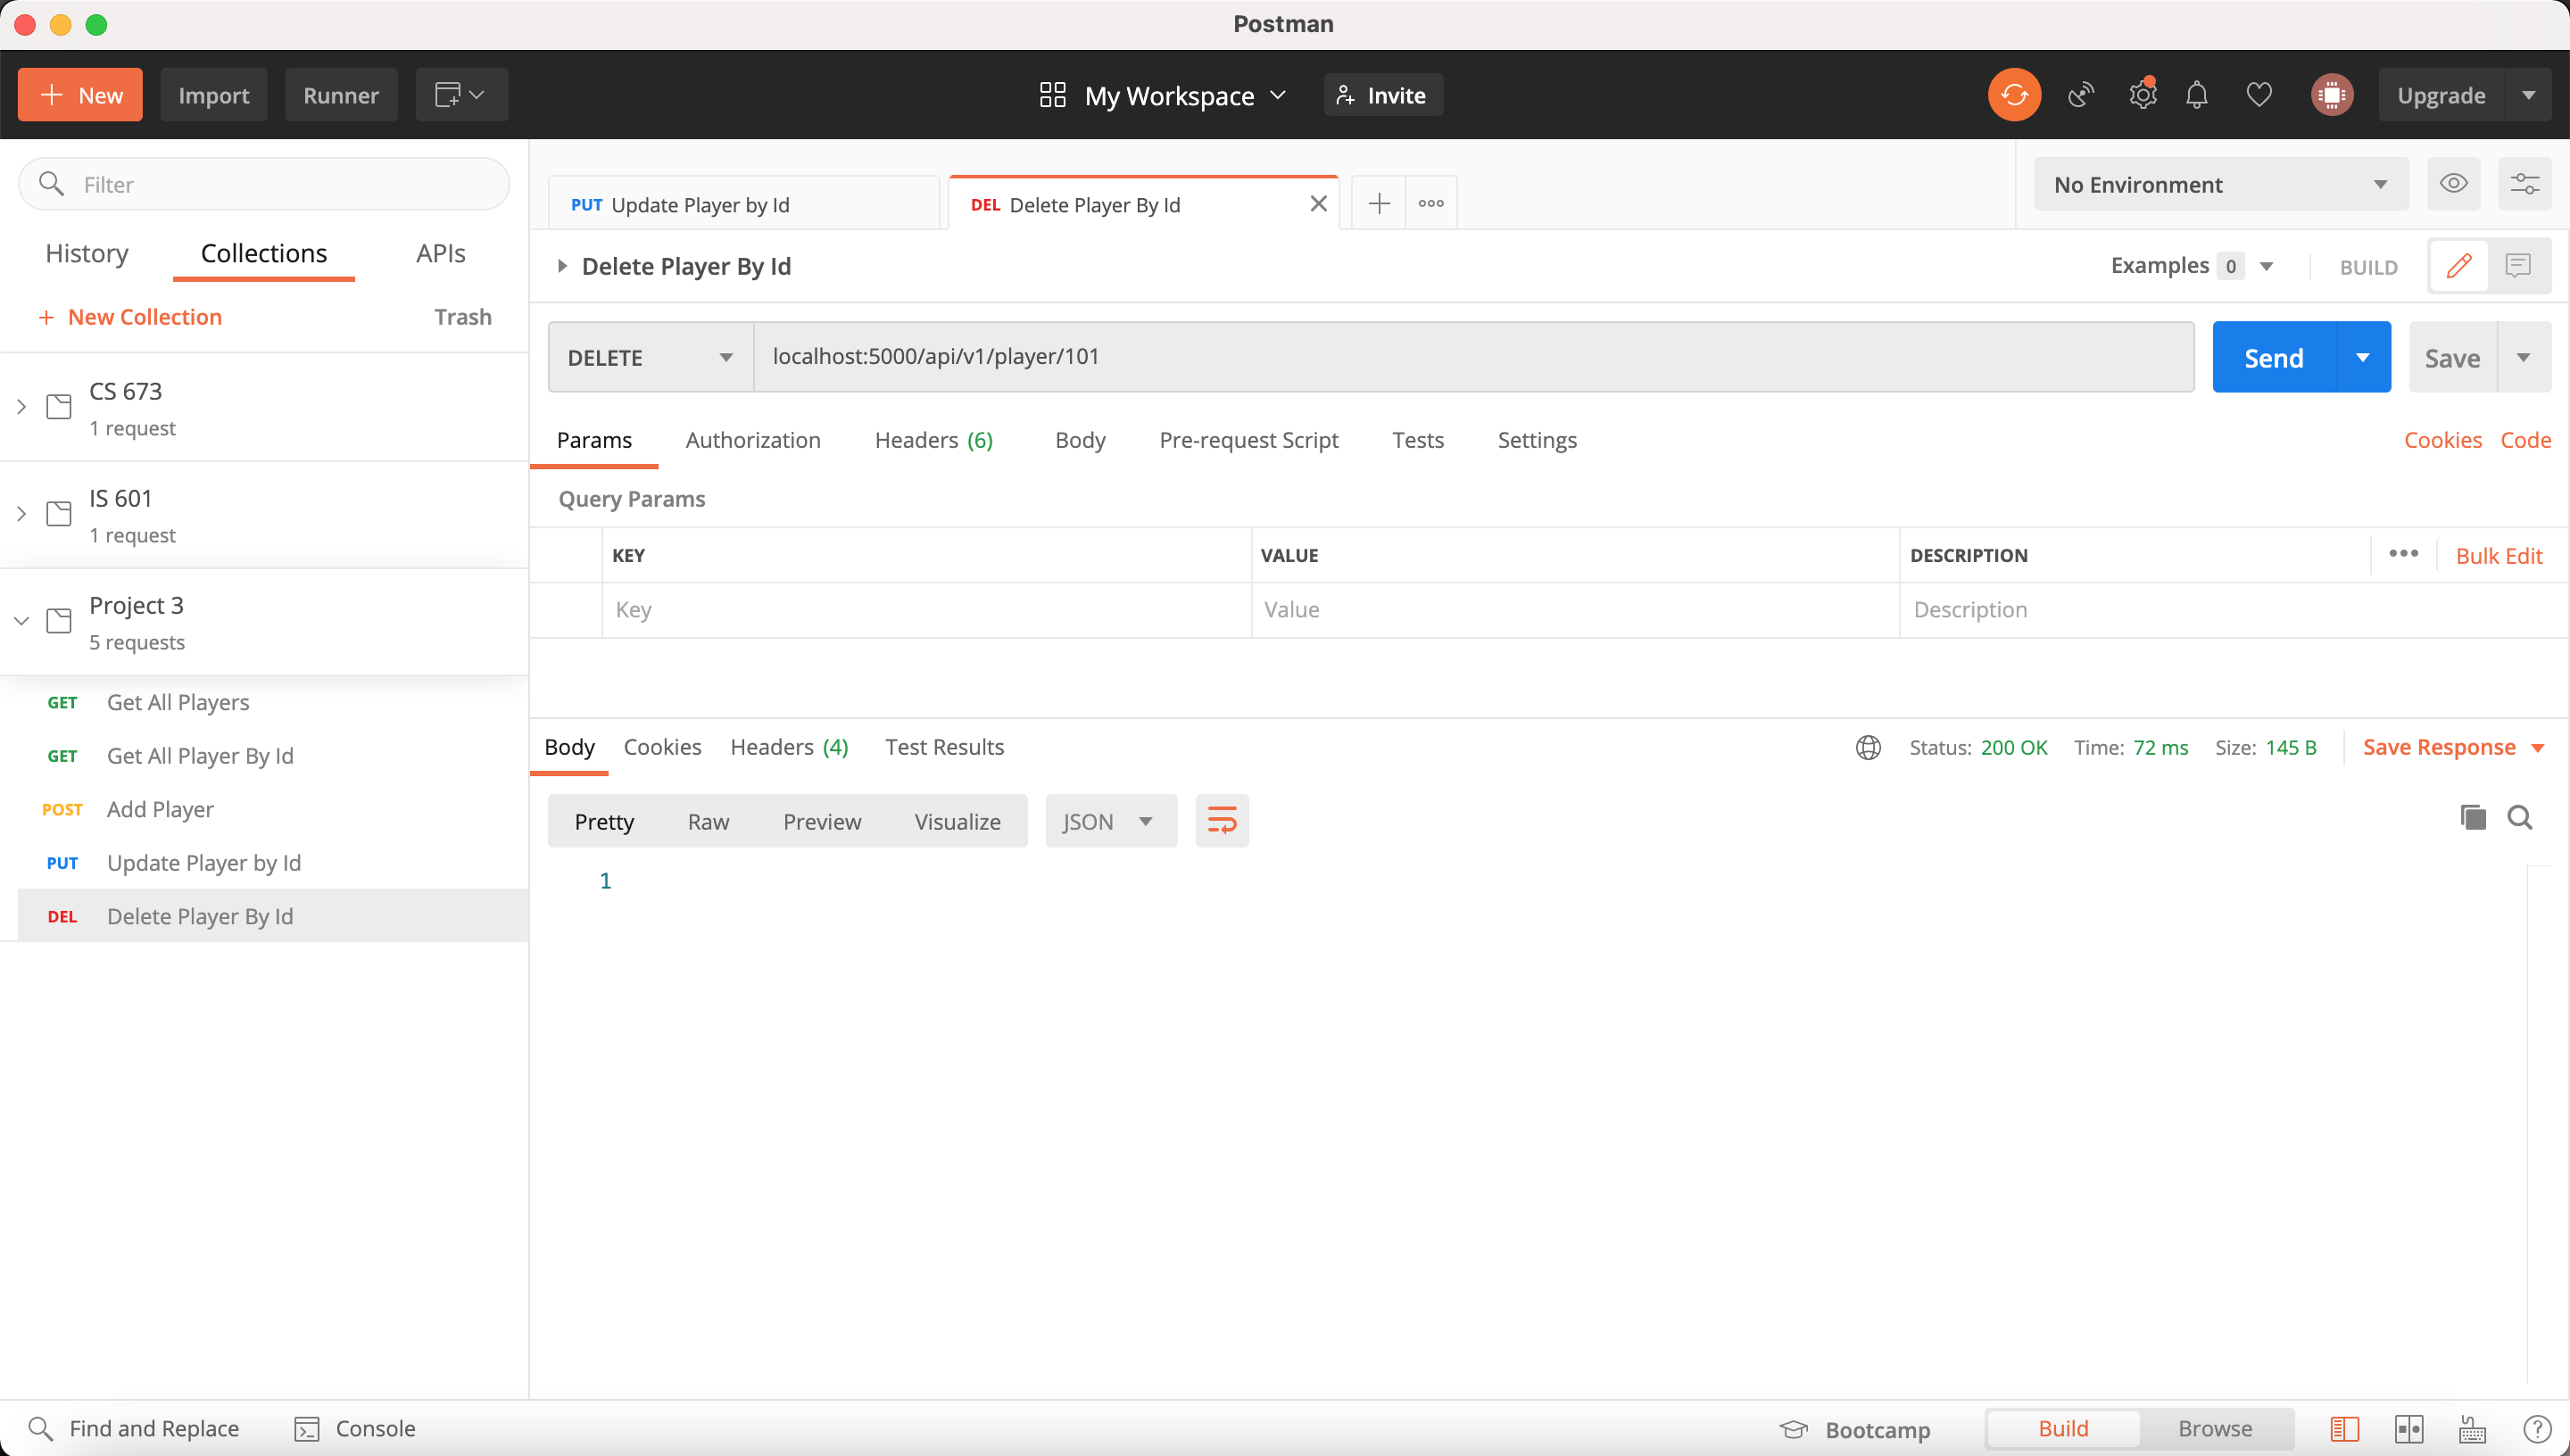 Postman
New
Import
Runner
My Workspace
Invite
Upgrade
Filter
History
Collections
APIs
New Collection
Trash
CS 673
1 request
IS 601
1 request
Project 3
5 requests
GET Get All Players
GET Get All Player By Id
POST Add Player
PUT Update Player by Id
DEL Delete Player By Id
PUT Update Player by Id
DEL Delete Player By Id
No Environment
Delete Player By Id
Examples 0
BUILD
DELETE
localhost:5000/api/v1/player/101
Send
Save
Params
Authorization
Headers (6)
Body
Pre-request Script
Tests
Settings
Cookies
Code
Query Params
KEY
VALUE
DESCRIPTION
Bulk Edit
Key
Value
Description
Body
Cookies
Headers (4)
Test Results
Status: 200 OK
Time: 72 ms
Size: 145 B
Save Response
Pretty
Raw
Preview
Visualize
JSON
1
Find and Replace
Console
Bootcamp
Build
Browse